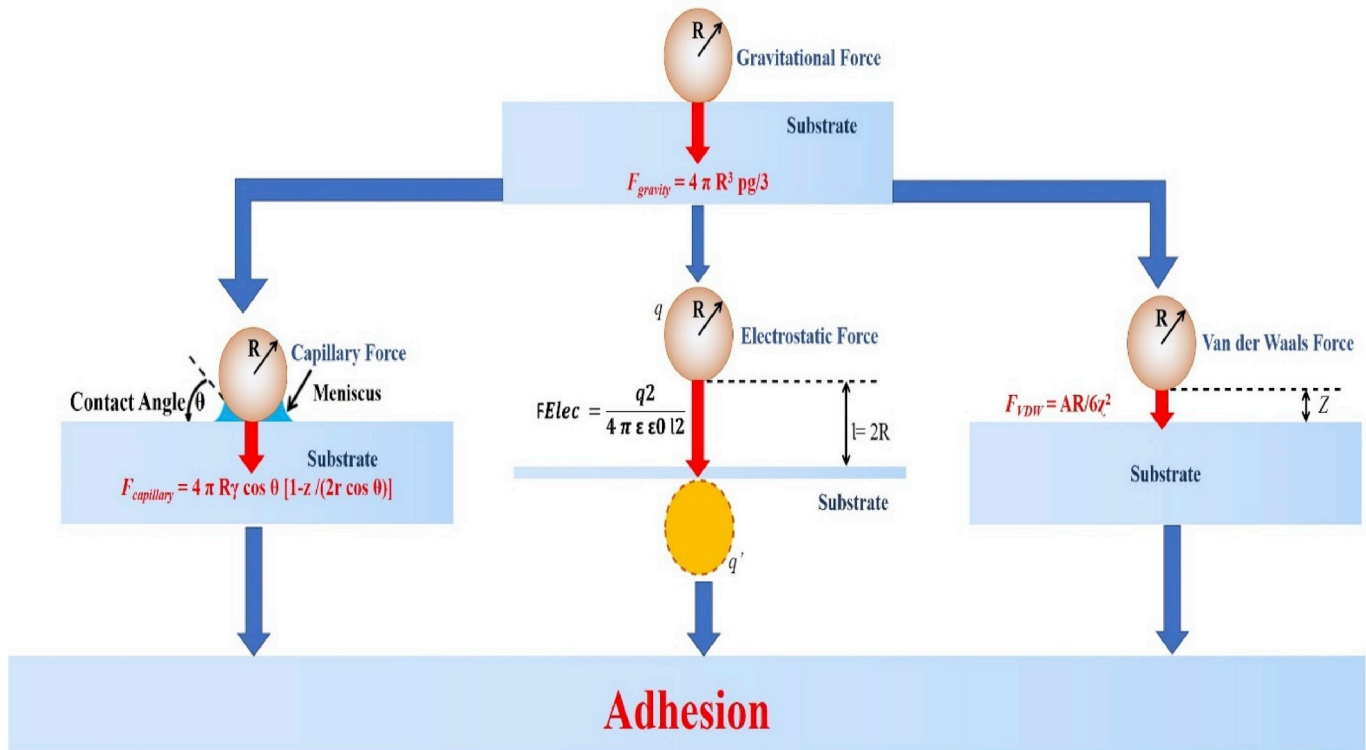 R
Gravitational Force
Substrate
F_gravity = 4 π R³ pg/3
R
Capillary Force
Meniscus
Contact Angle θ
Substrate
F_capillary = 4 π Rγ cos θ [1-z /(2r cos θ)]
q
R
Electrostatic Force
FElec = q2 / 4 π ε ε0 l2
l= 2R
Substrate
q'
R
Van der Waals Force
F_VDW = AR/6z²
Z
Substrate
Adhesion